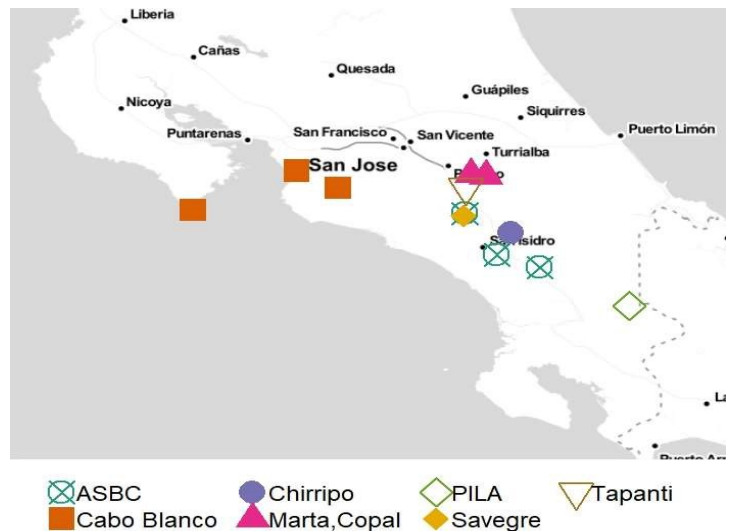 Liberia
Cañas
Quesada
Nicoya
Guápiles
Siquirres
Puntarenas
San Francisco
San Vicente
Puerto Limón
San Jose
Turrialba
ASBC Chirripo PILA Tapanti
Cabo Blanco Marta,Copal Savegre